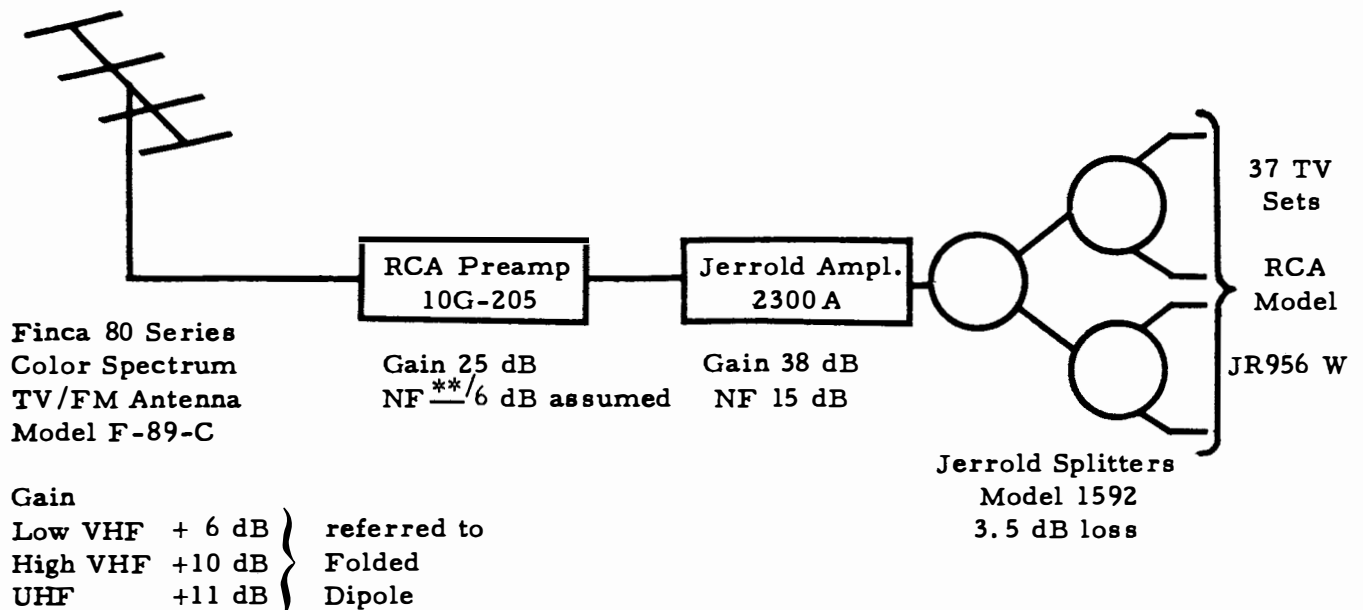 RCA Preamp
10G-205
Gain 25 dB
NF **/6 dB assumed
Jerrold Ampl.
2300A
Gain 38 dB
NF 15 dB
37 TV
Sets
RCA
Model
JR956 W
Jerrold Splitters
Model 1592
3.5 dB loss
Finca 80 Series
Color Spectrum
TV/FM Antenna
Model F-89-C
Gain
Low VHF + 6 dB } referred to
High VHF +10 dB } Folded
UHF +11 dB } Dipole